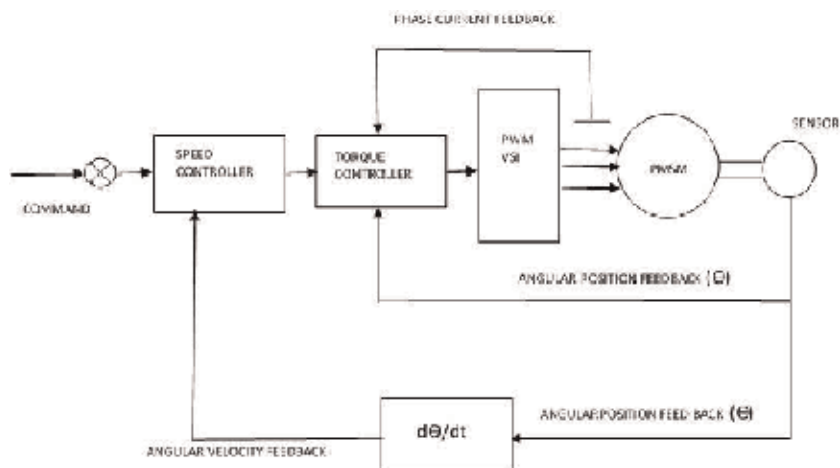 PHASE CURRENT FEEDBACK
SENSOR
SPEED
CONTROLLER
TORQUE
CONTROLLER
PWM
VSI
PMSM
COMMAND
ANGULAR POSITION FEEDBACK (Θ)
ANGULAR POSITION FEED BACK (Θ)
dΘ/dt
ANGULAR VELOCITY FEEDBACK